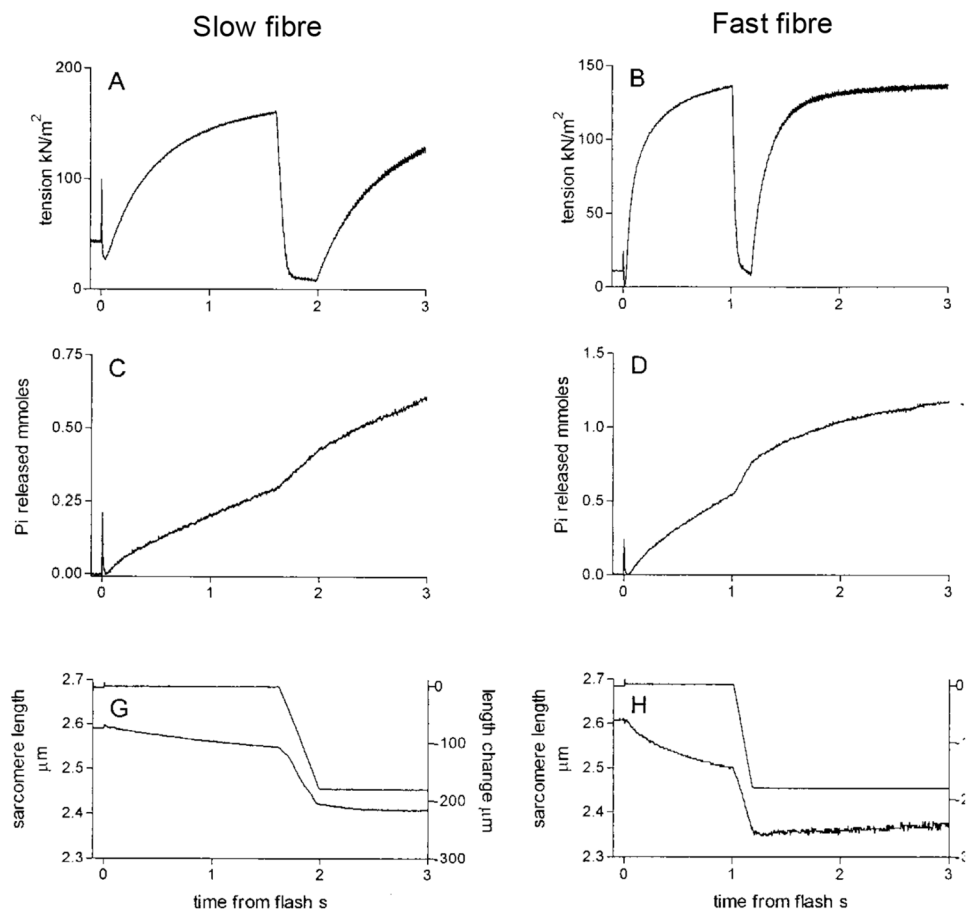 Slow fibre
Fast fibre
A
200
100
0
tension kN/m²
0 1 2 3
B
150
100
50
0
tension kN/m²
0 1 2 3
C
0.75
0.50
0.25
0.00
Pi released mmoles
0 1 2 3
D
1.5
1.0
0.5
0.0
Pi released mmoles
0 1 2 3
G
2.7
2.6
2.5
2.4
2.3
sarcomere length
μm
0
-100
-200
-300
length change μm
0 1 2 3
time from flash s
H
2.7
2.6
2.5
2.4
2.3
sarcomere length
μm
0
0 1 2 3
time from flash s